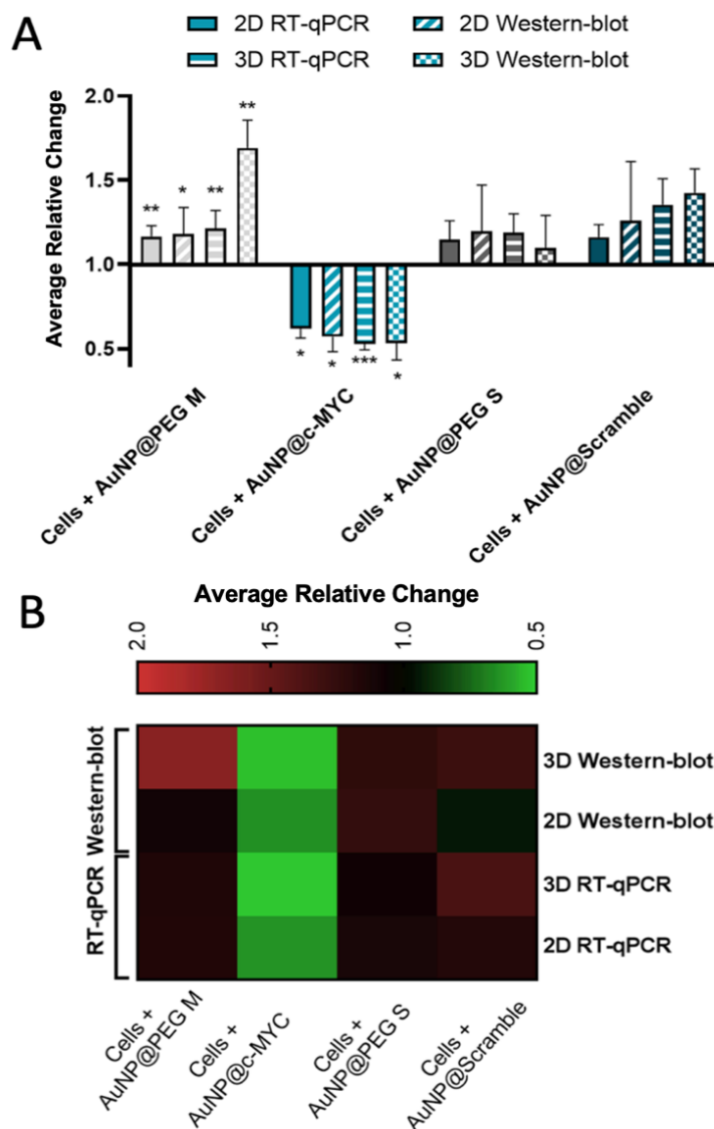 A
2D RT-qPCR
2D Western-blot
3D RT-qPCR
3D Western-blot
Average Relative Change
2.0
1.5
1.0
0.5
**
*
**
**
*
*
***
*
Cells + AuNP@PEG M
Cells + AuNP@c-MYC
Cells + AuNP@PEG S
Cells + AuNP@Scramble
B
Average Relative Change
2.0
1.5
1.0
0.5
Western-blot
RT-qPCR
3D Western-blot
2D Western-blot
3D RT-qPCR
2D RT-qPCR
Cells +
AuNP@PEG M
Cells +
AuNP@c-MYC
Cells +
AuNP@PEG S
Cells +
AuNP@Scramble